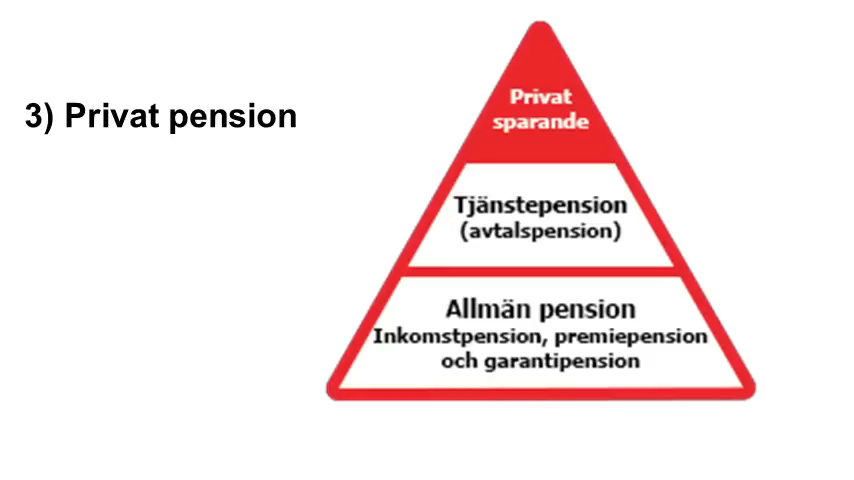 3) Privat pension
Privat
sparande
Tjänstepension
(avtalspension)
Allmän pension
Inkomstpension, premiepension
och garantipension